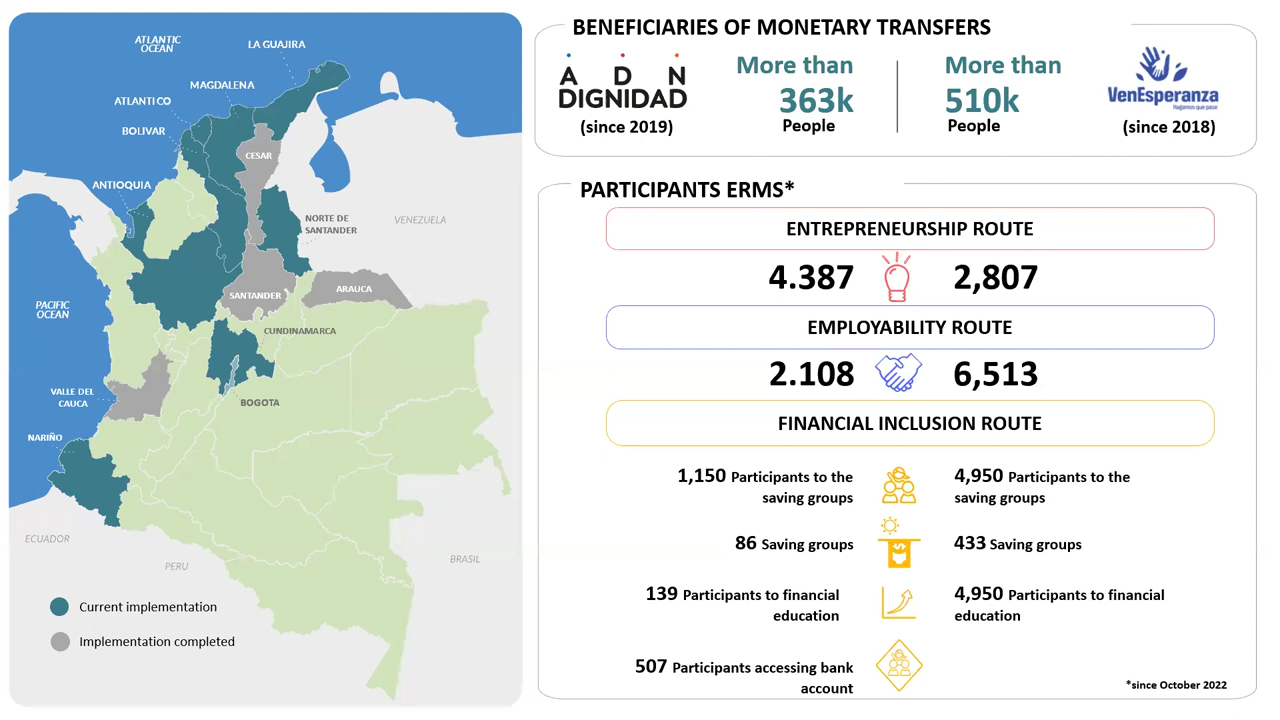 ATLANTIC
OCEAN
LA GUAJIRA
MAGDALENA
ATLANTICO
BOLIVAR
CESAR
ANTIOQUIA
NORTE DE
SANTANDER
VENEZUELA
SANTANDER
ARAUCA
PACIFIC
OCEAN
CUNDINAMARCA
VALLE DEL
CAUCA
BOGOTA
NARIÑO
ECUADOR
PERU
BRASIL
Current implementation
Implementation completed
BENEFICIARIES OF MONETARY TRANSFERS
A D N
DIGNIDAD
(since 2019)
More than
363k
People
More than
510k
People
VenEsperanza
Hagamos que pase
(since 2018)
PARTICIPANTS ERMS*
ENTREPRENEURSHIP ROUTE
4.387 2,807
EMPLOYABILITY ROUTE
2.108 6,513
FINANCIAL INCLUSION ROUTE
1,150 Participants to the
saving groups
4,950 Participants to the
saving groups
86 Saving groups
433 Saving groups
139 Participants to financial
education
4,950 Participants to financial
education
507 Participants accessing bank
account
*since October 2022